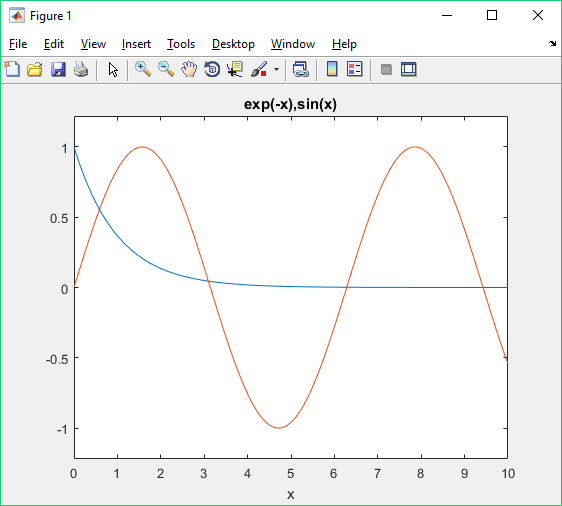 Figure 1
File Edit View Insert Tools Desktop Window Help
exp(-x),sin(x)
1
0.5
0
-0.5
-1
0 1 2 3 4 5 6 7 8 9 10
x